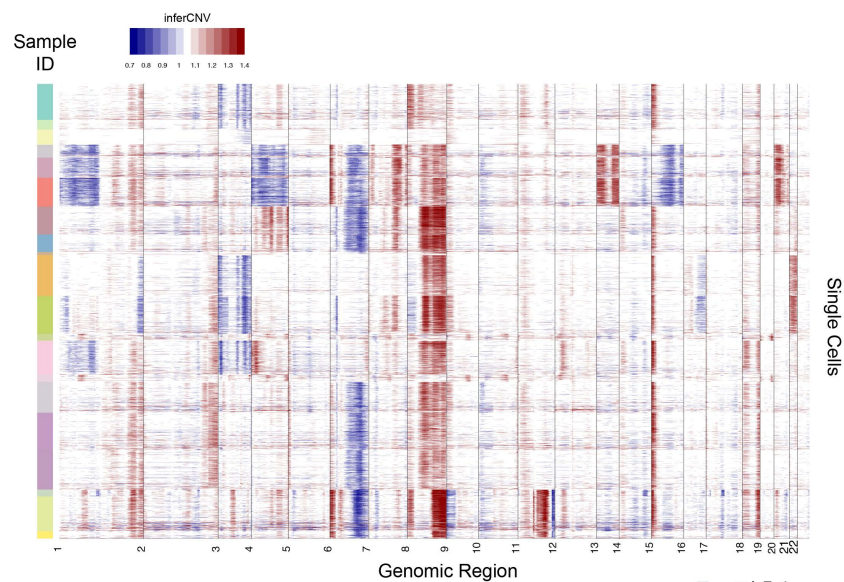 inferCNV
Sample
ID
0.7 0.8 0.9 1 1.1 1.2 1.3 1.4
Single Cells
1 2 3 4 5 6 7 8 9 10 11 12 13 14 15 16 17 18 19 20 21 22
Genomic Region